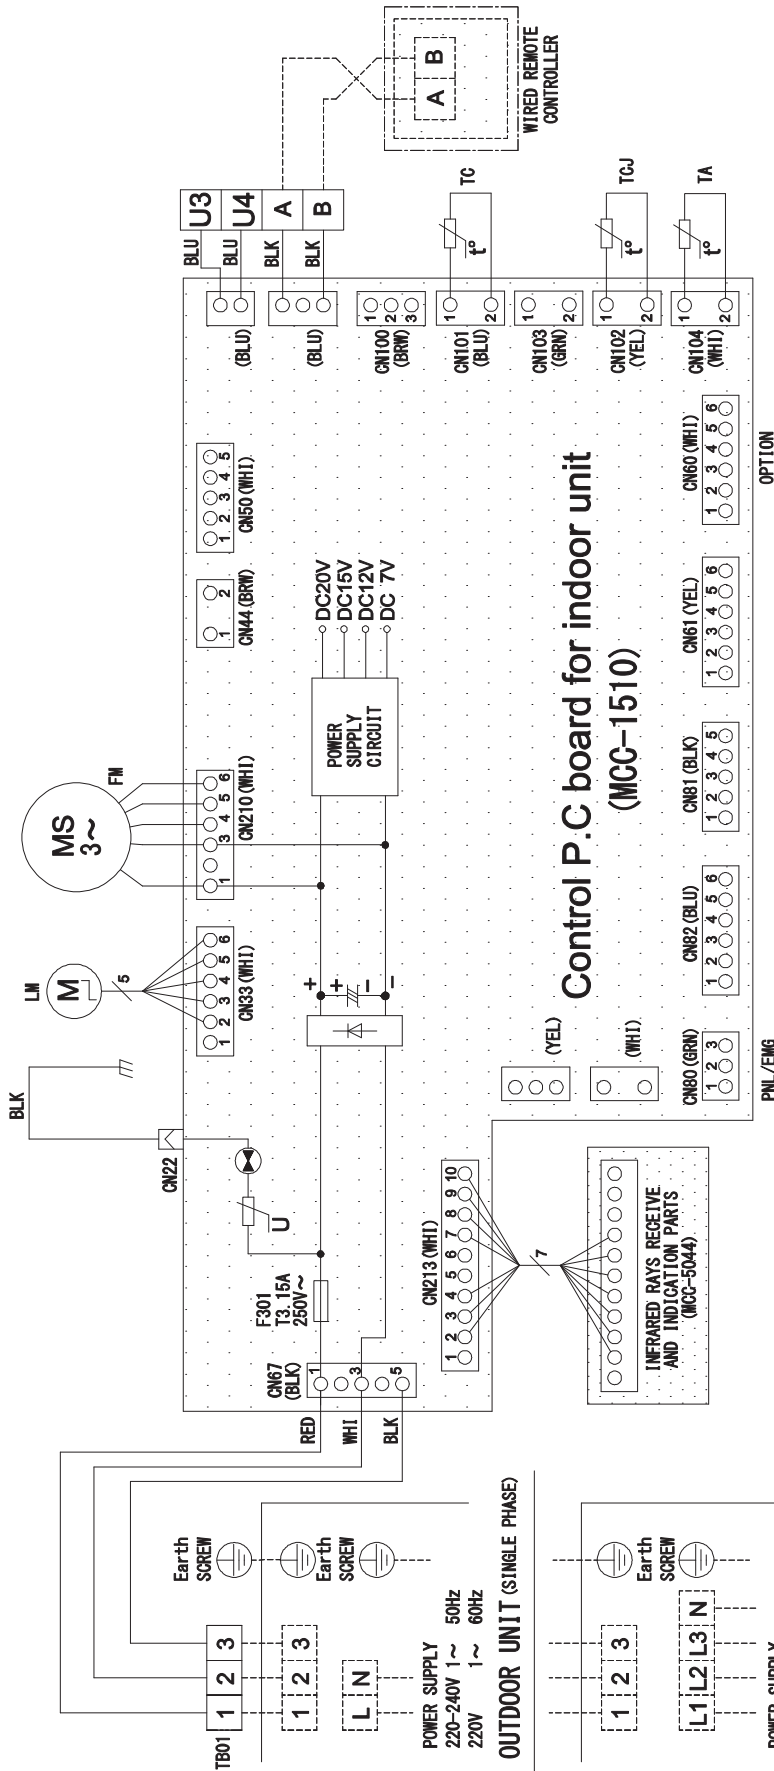 WIRED REMOTE
CONTROLLER
A B
U3
U4
A
B
BLU
BLU
BLK
BLK
(BLU)
(BLU)
1 2 3
CN100
(BRW)
1 2
CN101
(BLU)
TC
t°
1 2
CN103
(GRN)
1 2
CN102
(YEL)
TCJ
t°
1 2
CN104
(WHI)
TA
t°
1 2 3 4 5
CN50 (WHI)
1 2
CN44 (BRW)
MS
3~
FM
1 3 4 5 6
CN210 (WHI)
LM
M
5
1 2 3 4 5 6
CN33 (WHI)
BLK
CN22
U
F301
T3.15A
250V~
+
+
-
-
POWER
SUPPLY
CIRCUIT
DC20V
DC15V
DC12V
DC 7V
Control P.C board for indoor unit
(MCC-1510)
CN60 (WHI)
1 2 3 4 5 6
OPTION
CN61 (YEL)
1 2 3 4 5 6
CN81 (BLK)
1 2 3 4 5
CN82 (BLU)
1 2 3 4 5 6
CN80 (GRN)
1 2 3
PNL/EMG
(YEL)
(WHI)
CN67
(BLK)
1 3 5
RED
WHI
BLK
CN213 (WHI)
1 2 3 4 5 6 7 8 9 10
7
INFRARED RAYS RECEIVE
AND INDICATION PARTS
(MCC-5044)
TB01
1 2 3
Earth
SCREW
1 2 3
Earth
SCREW
L N
POWER SUPPLY
220-240V 1~ 50Hz
220V 1~ 60Hz
OUTDOOR UNIT (SINGLE PHASE)
1 2 3
Earth
SCREW
L1 L2 L3 N
POWER SUPPLY